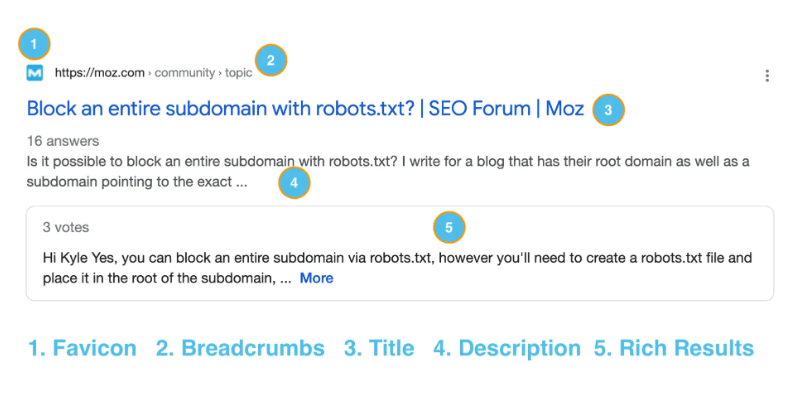 1
2
M https://moz.com › community › topic
Block an entire subdomain with robots.txt? | SEO Forum | Moz 3
16 answers
Is it possible to block an entire subdomain with robots.txt? I write for a blog that has their root domain as well as a
subdomain pointing to the exact ... 4
3 votes 5
Hi Kyle Yes, you can block an entire subdomain via robots.txt, however you'll need to create a robots.txt file and
place it in the root of the subdomain, ... More
1. Favicon 2. Breadcrumbs 3. Title 4. Description 5. Rich Results